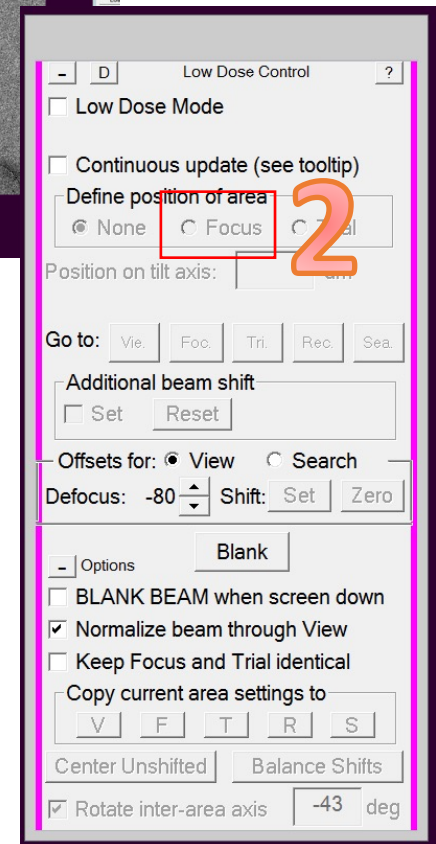 - D Low Dose Control ?
Low Dose Mode
Continuous update (see tooltip)
Define position of area
None Focus
2
Position on tilt axis: um
Go to: Vie. Foc. Tri. Rec. Sea.
Additional beam shift
Set Reset
Offsets for: View Search
Defocus: -80 Shift: Set Zero
Blank
- Options
BLANK BEAM when screen down
Normalize beam through View
Keep Focus and Trial identical
Copy current area settings to
V F T R S
Center Unshifted Balance Shifts
Rotate inter-area axis -43 deg